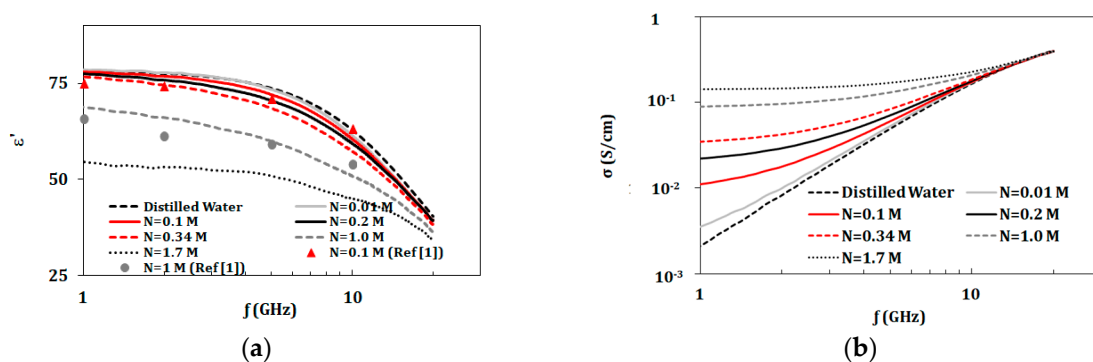 75
50
25
ε'
Distilled Water
N=0.01 M
N=0.1 M
N=0.2 M
N=0.34 M
N=1.0 M
N=1.7 M
N=0.1 M (Ref [1])
N=1 M (Ref [1])
1
10
f (GHz)
(a)
1
10-1
10-2
10-3
σ (S/cm)
Distilled Water
N=0.01 M
N=0.1 M
N=0.2 M
N=0.34 M
N=1.0 M
N=1.7 M
1
10
f (GHz)
(b)